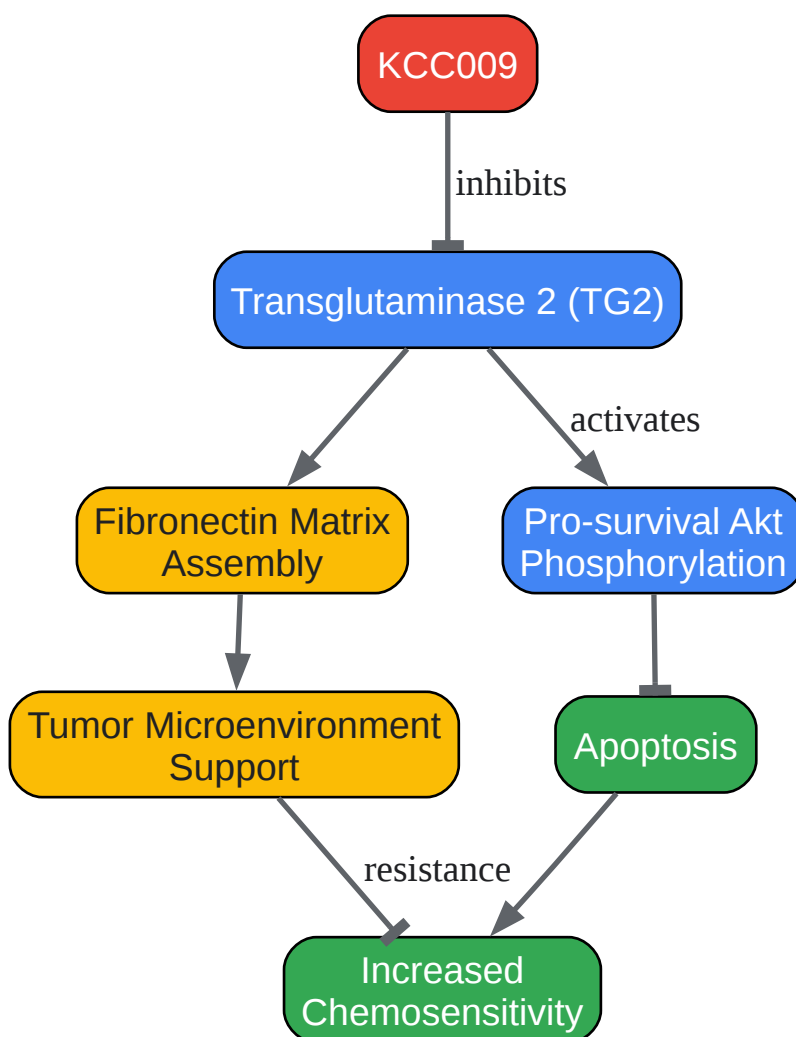 KCC009
inhibits
Transglutaminase 2 (TG2)
activates
Fibronectin Matrix
Assembly
Pro-survival Akt
Phosphorylation
Tumor Microenvironment
Support
Apoptosis
resistance
Increased
Chemosensitivity